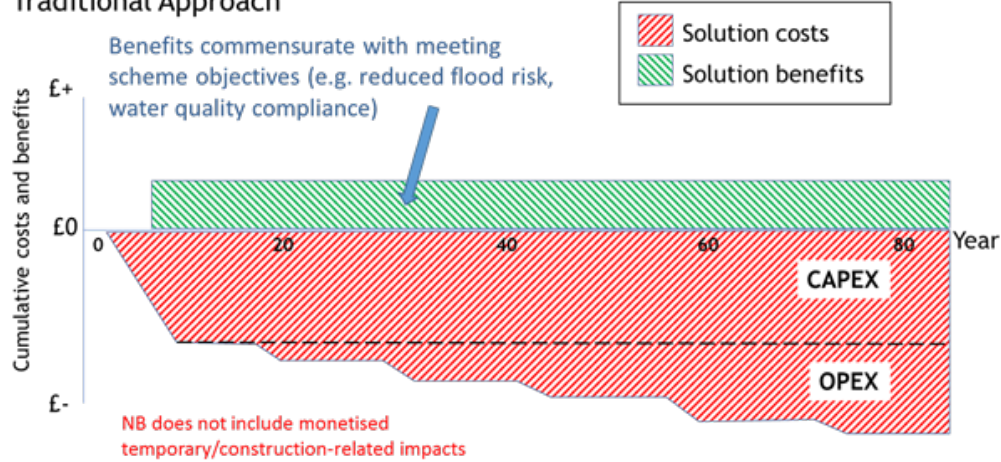 Traditional Approach
Solution costs
Solution benefits
Benefits commensurate with meeting
scheme objectives (e.g. reduced flood risk,
water quality compliance)
Cumulative costs and benefits
£+
£0
0 20 40 60 80 Year
CAPEX
OPEX
£-
NB does not include monetised
temporary/construction-related impacts